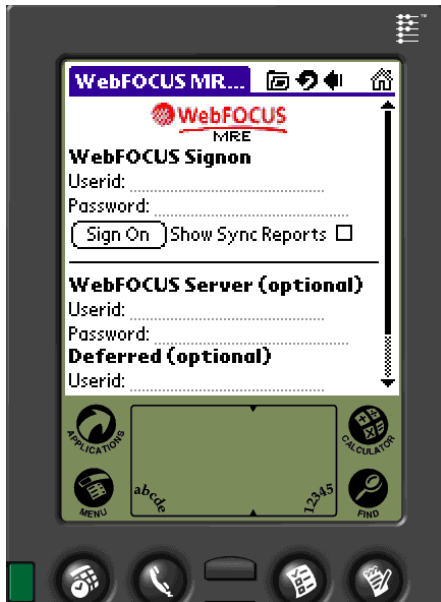 WebFOCUS MR...
WebFOCUS
MRE
WebFOCUS Signon
Userid:
Password:
Sign On Show Sync Reports
WebFOCUS Server (optional)
Userid:
Password:
Deferred (optional)
Userid:
APPLICATIONS
CALCULATOR
MENU
abcde
12345
FIND